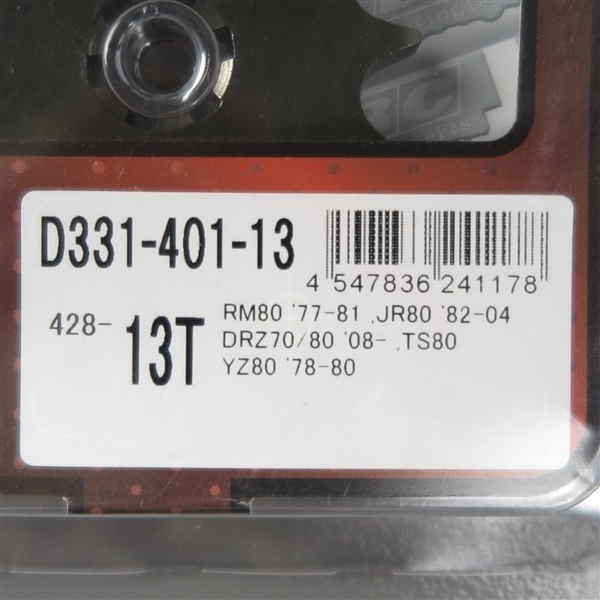 D331-401-13
4 547836 241178
428- 13T
RM80 '77-81 ,JR80 '82-04
DRZ70/80 '08- ,TS80
YZ80 '78-80